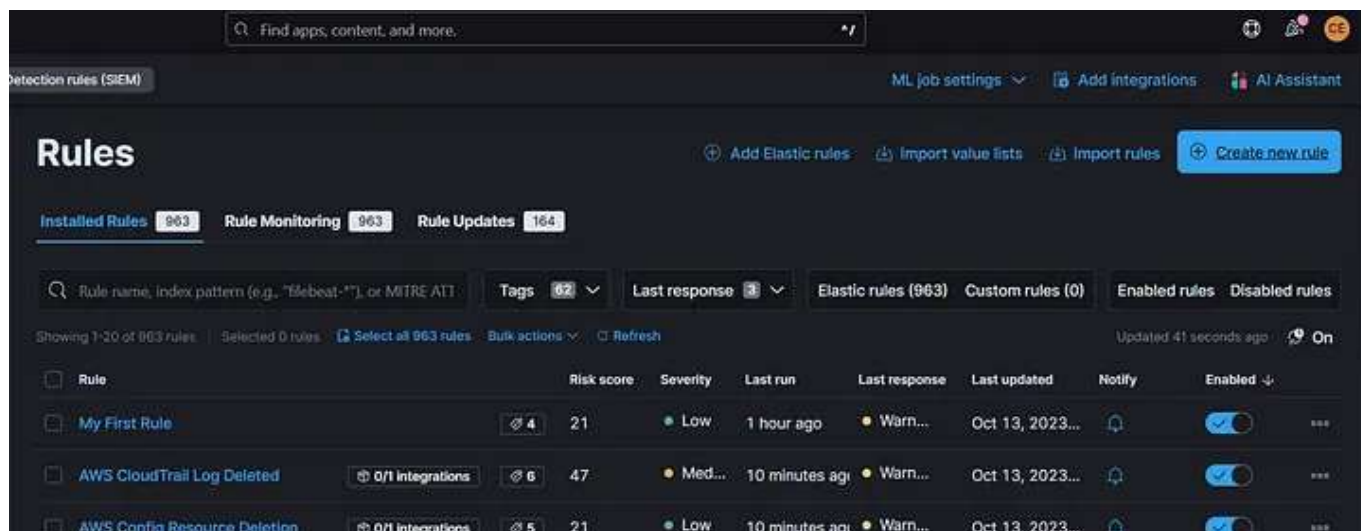 Find apps, content, and more. ^/ CE
Detection rules (SIEM) ML job settings Add integrations AI Assistant
Rules Add Elastic rules Import value lists Import rules Create new rule
Installed Rules 963 Rule Monitoring 963 Rule Updates 164
Rule name, index pattern (e.g., "filebeat-*"), or MITRE ATT Tags 62 Last response 3 Elastic rules (963) Custom rules (0) Enabled rules Disabled rules
Showing 1-20 of 963 rules Selected 0 rules Select all 963 rules Bulk actions Refresh Updated 41 seconds ago On
Rule Risk score Severity Last run Last response Last updated Notify Enabled
My First Rule 4 21 Low 1 hour ago Warn... Oct 13, 2023...
AWS CloudTrail Log Deleted 0/1 integrations 6 47 Med... 10 minutes ago Warn... Oct 13, 2023...
AWS Config Resource Deletion 0/1 integrations 5 21 Low 10 minutes ago Warn... Oct 13, 2023...